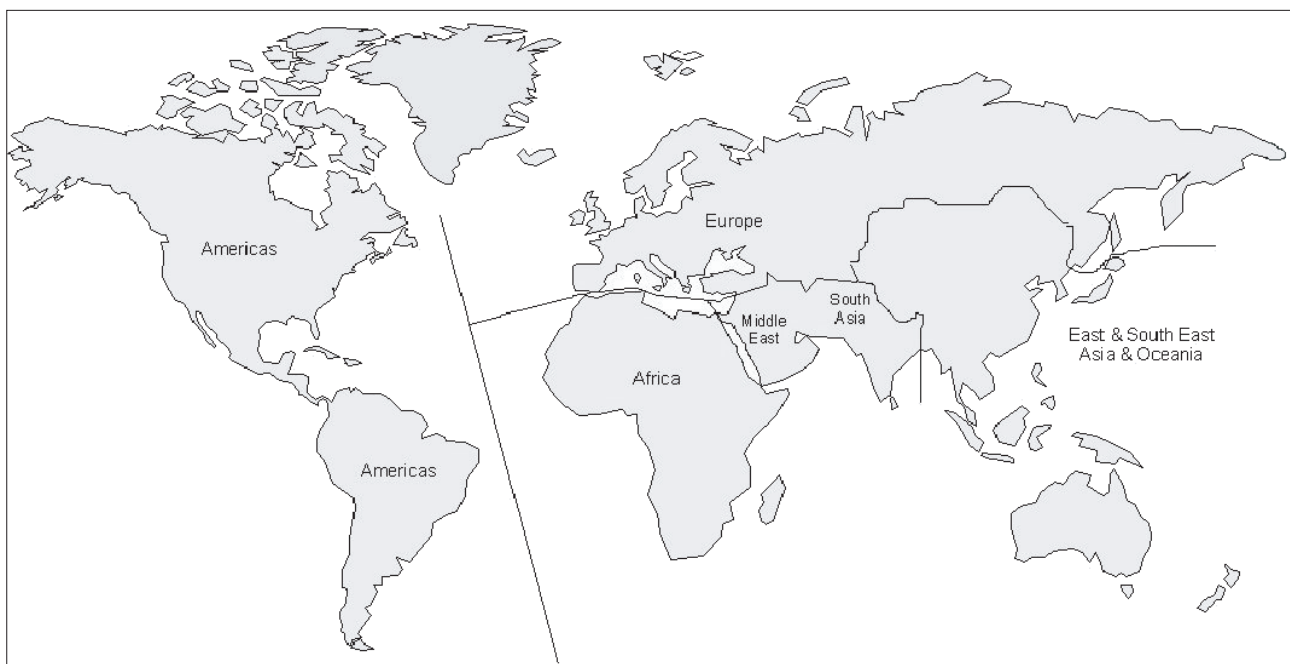 Europe
Americas
South
Asia
Middle
East
East & South East
Asia & Oceania
Africa
Americas